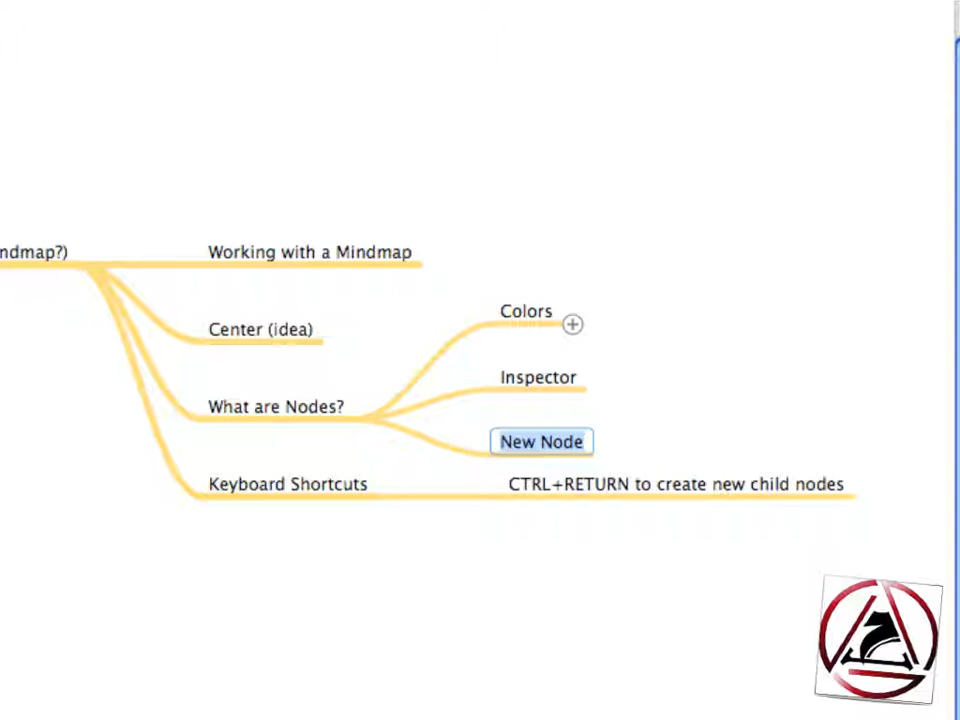 ndmap?)
Working with a Mindmap
Center (idea)
What are Nodes?
Colors
Inspector
New Node
Keyboard Shortcuts
CTRL+RETURN to create new child nodes